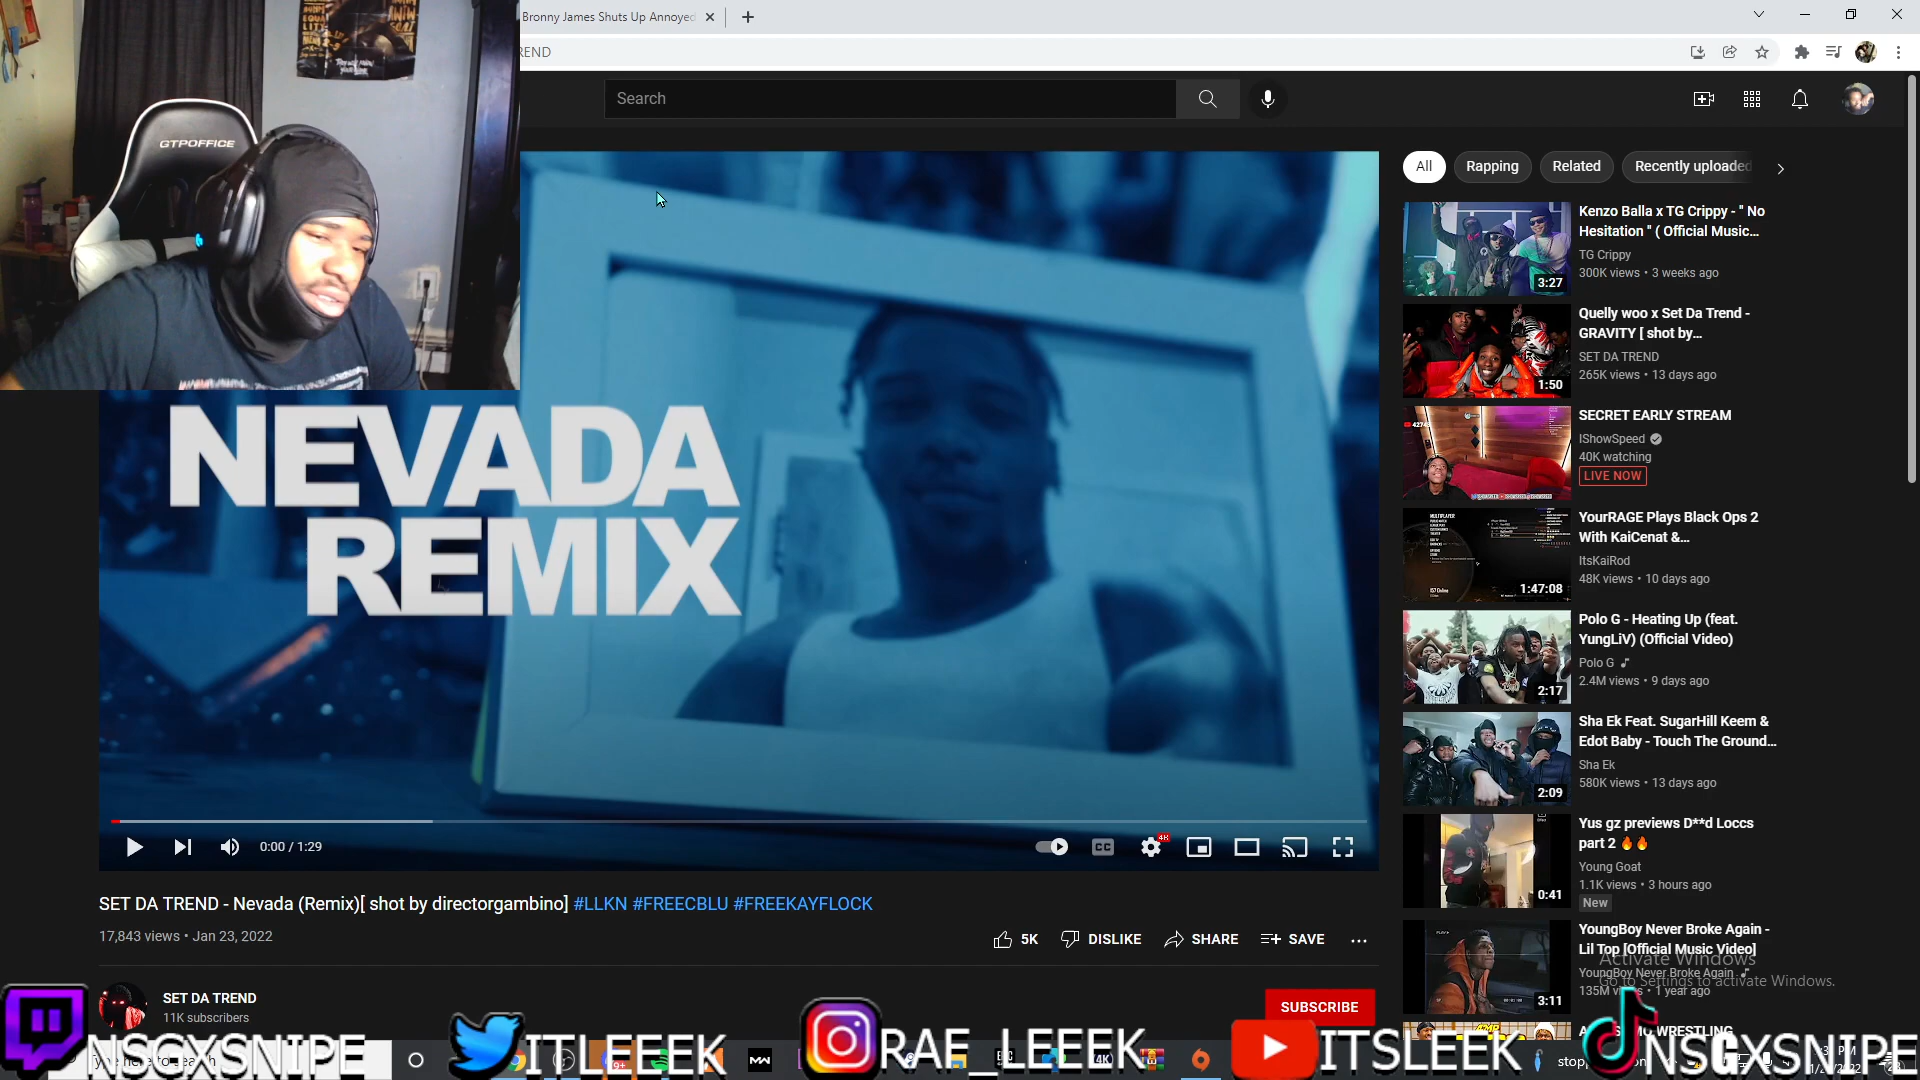 Bronny James Shuts Up Annoyed
REND
Search
GTPOFFICE
All
Rapping
Related
Recently uploaded
NEVADA
REMIX
0:00 / 1:29
CC
4K
SET DA TREND - Nevada (Remix)[ shot by directorgambino] #LLKN #FREECBLU #FREEKAYFLOCK
17,843 views • Jan 23, 2022
5K
DISLIKE
SHARE
SAVE
SET DA TREND
11K subscribers
SUBSCRIBE
Kenzo Balla x TG Crippy - " No
Hesitation " ( Official Music...
TG Crippy
300K views • 3 weeks ago
3:27
Quelly woo x Set Da Trend -
GRAVITY [ shot by...
SET DA TREND
265K views • 13 days ago
1:50
SECRET EARLY STREAM
IShowSpeed
40K watching
LIVE NOW
YourRAGE Plays Black Ops 2
With KaiCenat &...
ItsKaiRod
48K views • 10 days ago
1:47:08
Polo G - Heating Up (feat.
YungLiV) (Official Video)
Polo G
2.4M views • 9 days ago
2:17
Sha Ek Feat. SugarHill Keem &
Edot Baby - Touch The Ground...
Sha Ek
580K views • 13 days ago
2:09
Yus gz previews D**d Loccs
part 2 🔥🔥
Young Goat
1.1K views • 3 hours ago
New
0:41
YoungBoy Never Broke Again -
Lil Top [Official Music Video]
YoungBoy Never Broke Again
135M views • 1 year ago
3:11
Activate Windows
Go to Settings to activate Windows.
WRESTLING
NSGXSNIPE
ITLEEEK
RAF_LEEEK
ITSLEEK
NSGXSNIPE